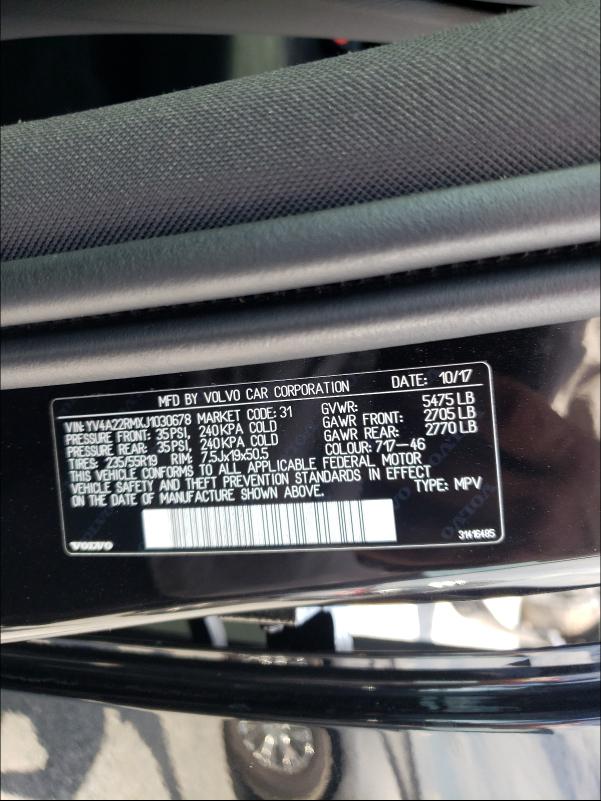 MFD BY VOLVO CAR CORPORATION DATE: 10/17
VIN: YV4A22RMXJ1030678 MARKET CODE: 31 GVWR: 5475 LB
PRESSURE FRONT: 35PSI, 240KPA COLD GAWR FRONT: 2705 LB
PRESSURE REAR: 35PSI, 240KPA COLD GAWR REAR: 2770 LB
TIRES: 235/55R19 RIM: 7.5Jx19x50.5 COLOUR: 717-46
THIS VEHICLE CONFORMS TO ALL APPLICABLE FEDERAL MOTOR
VEHICLE SAFETY AND THEFT PREVENTION STANDARDS IN EFFECT
ON THE DATE OF MANUFACTURE SHOWN ABOVE. TYPE: MPV
VOLVO 31416485